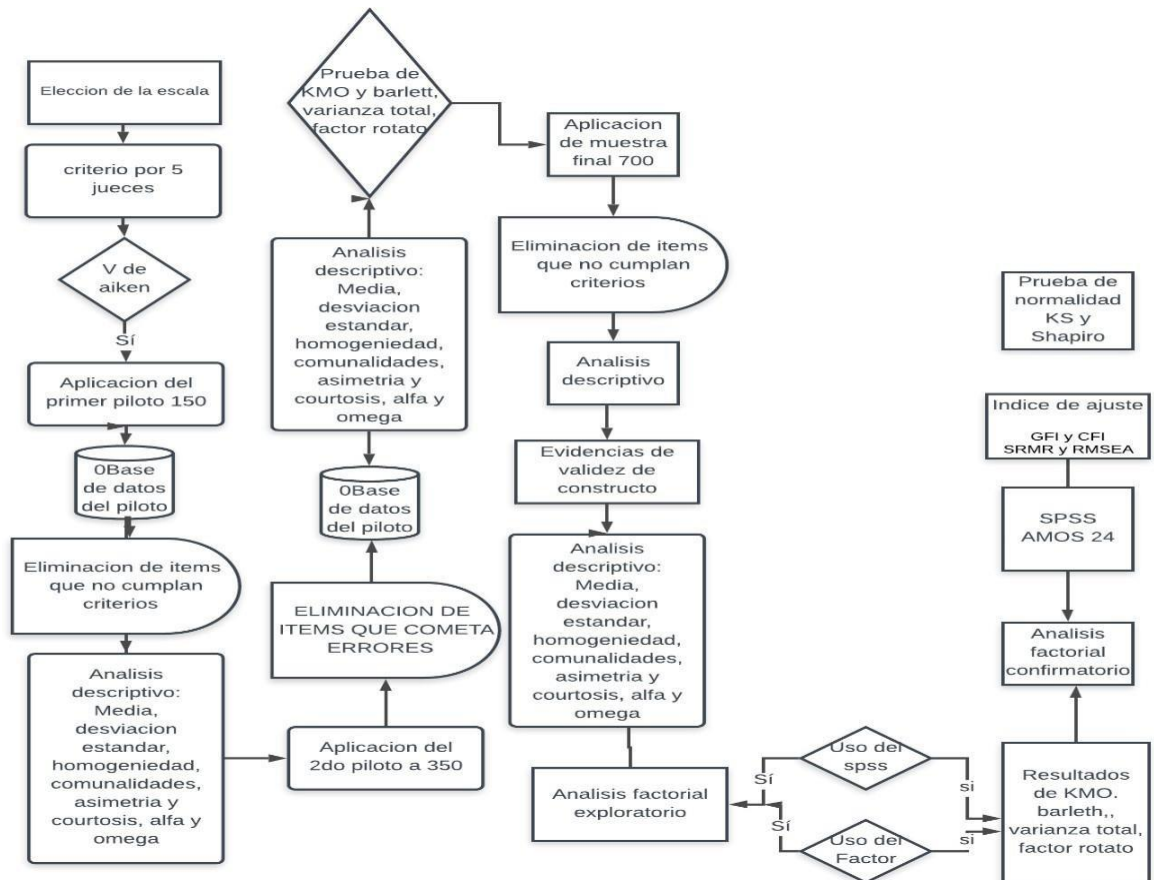 Eleccion de la escala
criterio por 5
jueces
V de
aiken
Sí
Aplicacion del
primer piloto 150
0Base
de datos
del piloto
Eliminacion de items
que no cumplan
criterios
Analisis
descriptivo:
Media,
desviacion
estandar,
homogeniedad,
comunalidades,
asimetria y
courtosis, alfa y
omega
Aplicacion del
2do piloto a 350
ELIMINACION DE
ITEMS QUE COMETA
ERRORES
0Base
de datos
del piloto
Analisis
descriptivo:
Media,
desviacion
estandar,
homogeniedad,
comunalidades,
asimetria y
courtosis, alfa y
omega
Prueba de
KMO y barlett,
varianza total,
factor rotato
Aplicacion
de muestra
final 700
Eliminacion de items
que no cumplan
criterios
Analisis
descriptivo
Evidencias de
validez de
constructo
Analisis
descriptivo:
Media,
desviacion
estandar,
homogeniedad,
comunalidades,
asimetria y
courtosis, alfa y
omega
Analisis factorial
exploratorio
Sí
Sí
Uso del
spss
Uso del
Factor
si
si
Resultados
de KMO.
barleth,,
varianza total,
factor rotato
Analisis
factorial
confirmatorio
SPSS
AMOS 24
Indice de ajuste
GFI y CFI
SRMR y RMSEA
Prueba de
normalidad
KS y
Shapiro